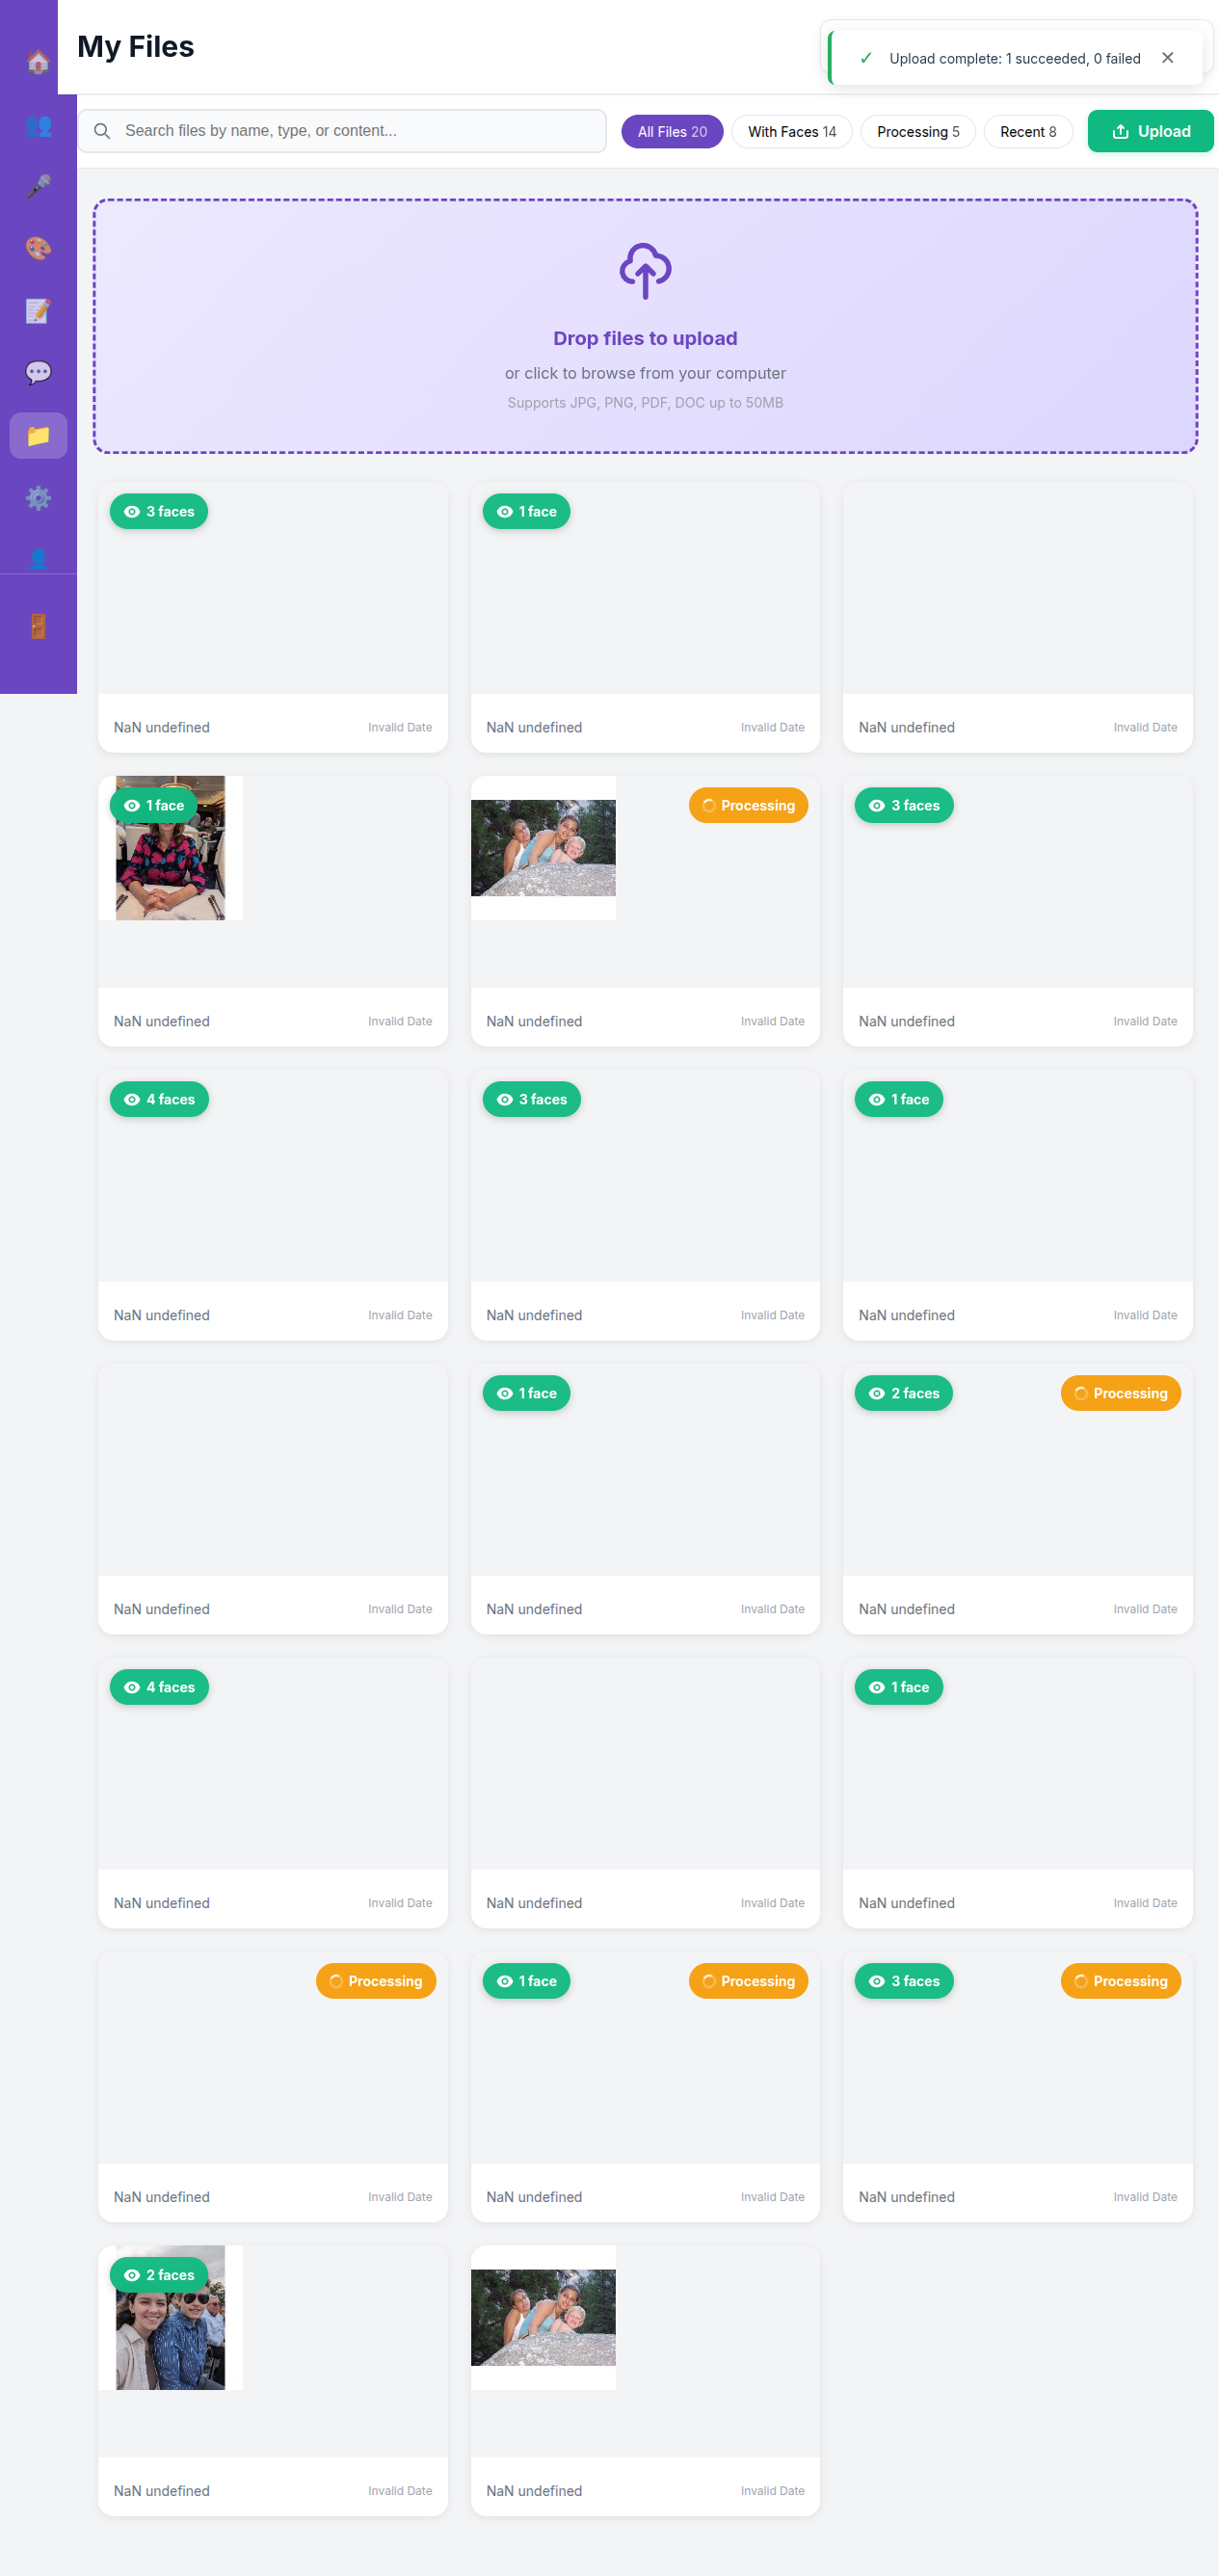 My Files
✓ Upload complete: 1 succeeded, 0 failed ✕
Search files by name, type, or content...
All Files 20
With Faces 14
Processing 5
Recent 8
Upload
Drop files to upload
or click to browse from your computer
Supports JPG, PNG, PDF, DOC up to 50MB
3 faces
1 face
NaN undefined Invalid Date
NaN undefined Invalid Date
NaN undefined Invalid Date
1 face
Processing
3 faces
NaN undefined Invalid Date
NaN undefined Invalid Date
NaN undefined Invalid Date
4 faces
3 faces
1 face
NaN undefined Invalid Date
NaN undefined Invalid Date
NaN undefined Invalid Date
1 face
2 faces
Processing
NaN undefined Invalid Date
NaN undefined Invalid Date
NaN undefined Invalid Date
4 faces
1 face
NaN undefined Invalid Date
NaN undefined Invalid Date
NaN undefined Invalid Date
Processing
1 face
Processing
3 faces
Processing
NaN undefined Invalid Date
NaN undefined Invalid Date
NaN undefined Invalid Date
2 faces
NaN undefined Invalid Date
NaN undefined Invalid Date